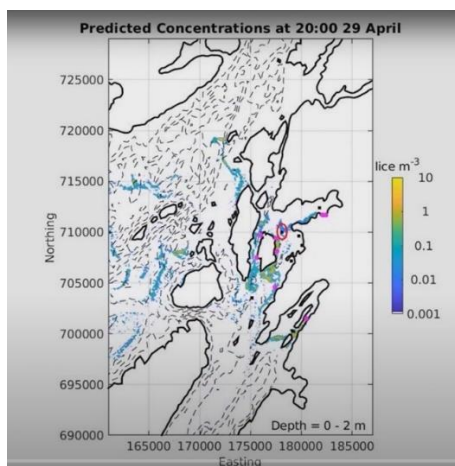 Predicted Concentrations at 20:00 29 April
725000
720000
715000
710000
705000
700000
695000
690000
Northing
165000 170000 175000 180000 185000
Easting
Depth = 0 - 2 m
lice m-3
10
1
0.1
0.01
0.001